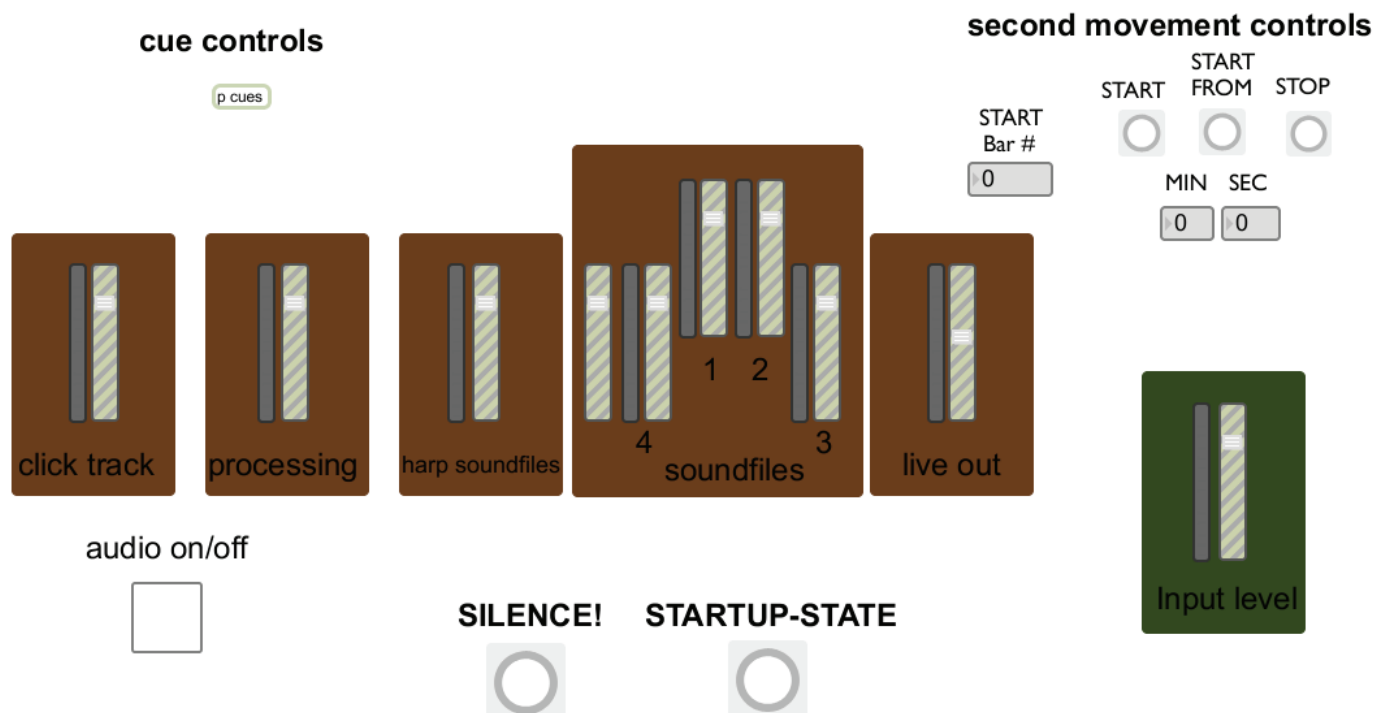 cue controls
p cues
second movement controls
START
START
FROM
STOP
START
Bar #
0
MIN
SEC
0
0
click track
processing
harp soundfiles
1
2
4
3
soundfiles
live out
Input level
audio on/off
SILENCE!
STARTUP-STATE